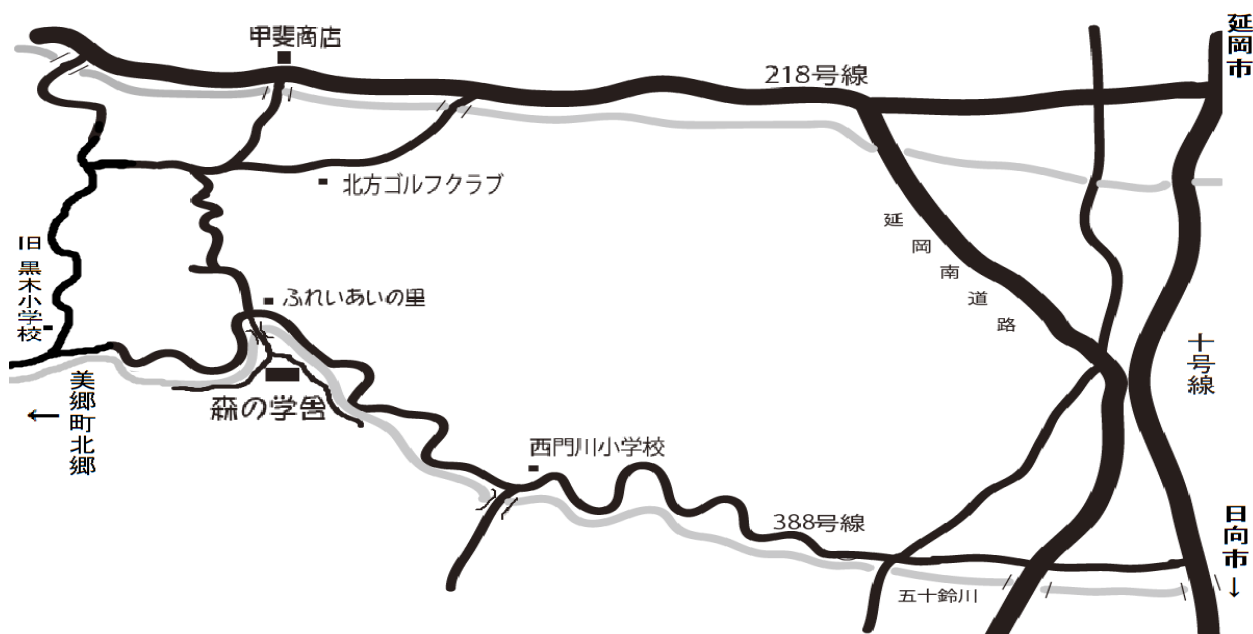 甲斐商店
延岡市
218号線
北方ゴルフクラブ
延岡南道路
旧 黒木小学校
ふれいあいの里
十号線
美郷町北郷
←
森の学舎
西門川小学校
388号線
日向市↓
五十鈴川